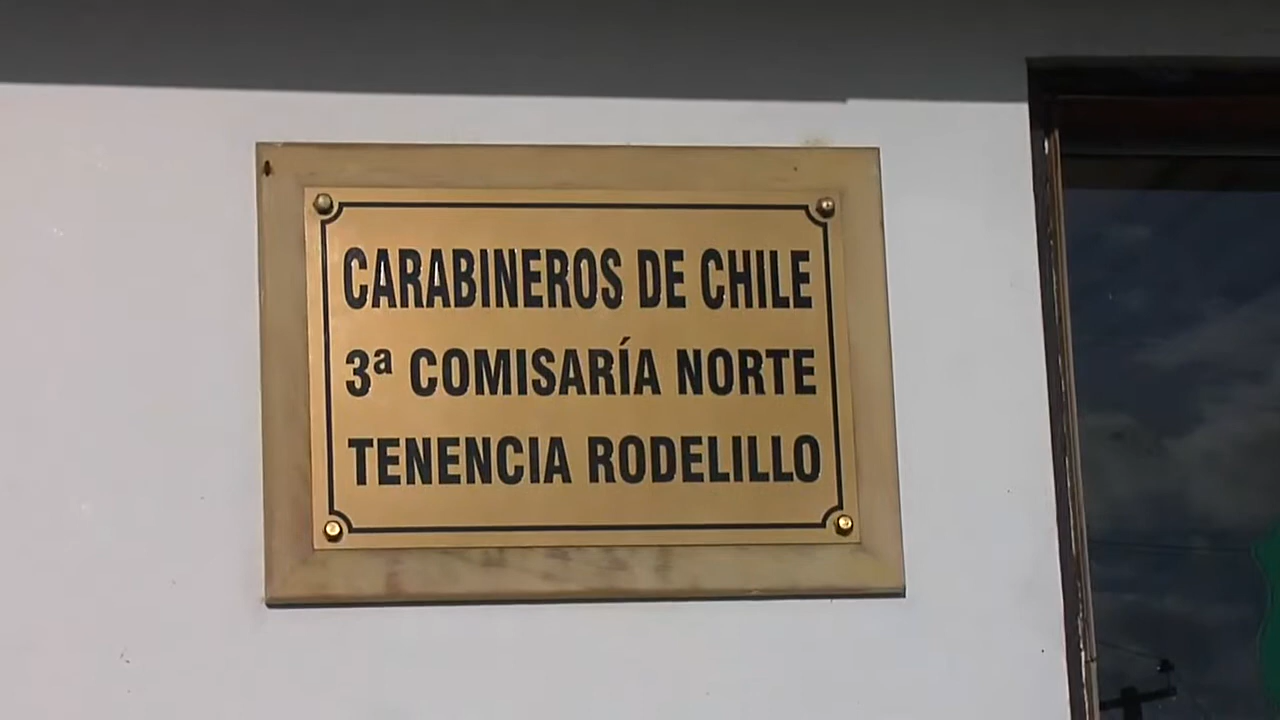 CARABINEROS DE CHILE
3ª COMISARÍA NORTE
TENENCIA RODELILLO